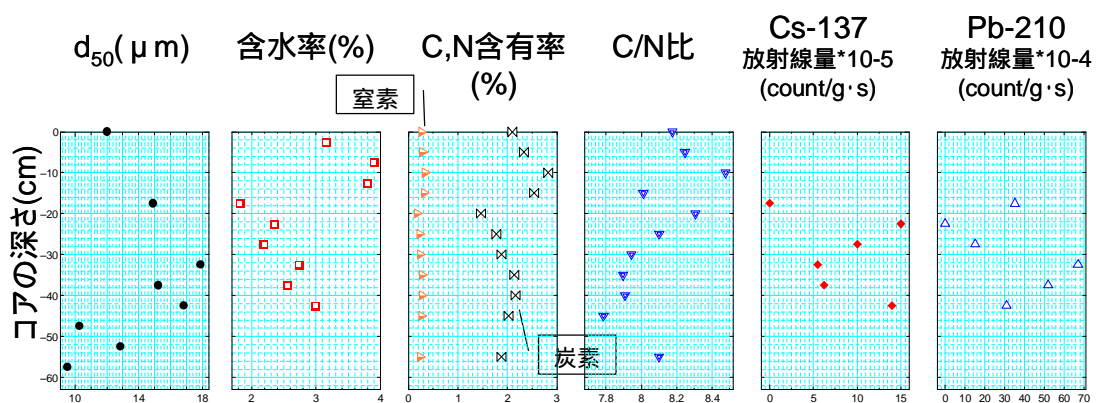 d50(μm)
含水率(%)
C,N含有率
(%)
C/N比
Cs-137
放射線量*10-5
(count/g·s)
Pb-210
放射線量*10-4
(count/g·s)
窒素
炭素
コアの深さ(cm)
0
−10
−20
−30
−40
−50
−60
10 14 18
2 3 4
0 1 2 3
7.8 8 8.2 8.4
0 5 10 15
0 10 20 30 40 50 60 70